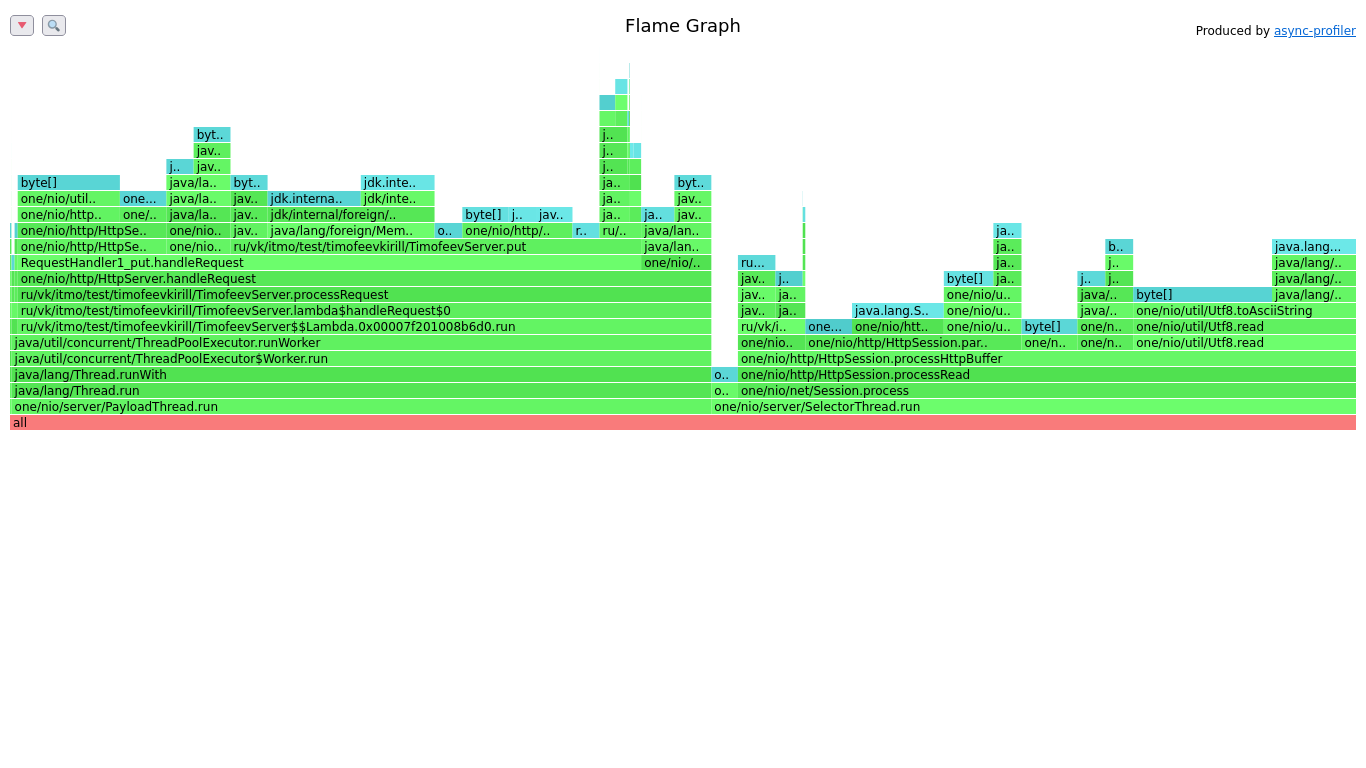 🔻 🔍 Flame Graph Produced by async-profiler
byt..
j..
jav..
j..
j.. jav.. j..
byte[] java/la.. byt.. jdk.inte.. ja.. byt..
one/nio/util.. one... java/la.. jav.. jdk.interna.. jdk/inte.. ja.. jav..
one/nio/http.. one/.. java/la.. jav.. jdk/internal/foreign/.. byte[] j.. jav.. ja.. ja.. jav..
one/nio/http/HttpSe.. one/nio.. jav.. java/lang/foreign/Mem.. o.. one/nio/http/.. r.. ru/.. java/lan.. ja..
one/nio/http/HttpSe.. one/nio.. ru/vk/itmo/test/timofeevkirill/TimofeevServer.put java/lan.. ja.. b.. java.lang...
RequestHandler1_put.handleRequest one/nio/.. ru... ja.. j.. java/lang/..
one/nio/http/HttpServer.handleRequest jav.. j.. byte[] ja.. j.. j.. java/lang/..
ru/vk/itmo/test/timofeevkirill/TimofeevServer.processRequest jav.. ja.. one/nio/u.. java/.. byte[] java/lang/..
ru/vk/itmo/test/timofeevkirill/TimofeevServer.lambda$handleRequest$0 jav.. ja.. java.lang.S.. one/nio/u.. java/.. one/nio/util/Utf8.toAsciiString
ru/vk/itmo/test/timofeevkirill/TimofeevServer$$Lambda.0x00007f201008b6d0.run ru/vk/i.. one... one/nio/htt.. one/nio/u.. byte[] one/n.. one/nio/util/Utf8.read
java/util/concurrent/ThreadPoolExecutor.runWorker one/nio.. one/nio/http/HttpSession.par.. one/n.. one/n.. one/nio/util/Utf8.read
java/util/concurrent/ThreadPoolExecutor$Worker.run one/nio/http/HttpSession.processHttpBuffer
java/lang/Thread.runWith o.. one/nio/http/HttpSession.processRead
java/lang/Thread.run o.. one/nio/net/Session.process
one/nio/server/PayloadThread.run one/nio/server/SelectorThread.run
all